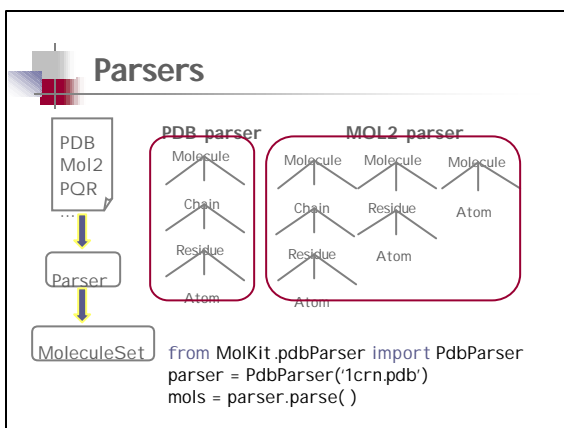 Parsers
PDB
Mol2
PQR
...
Parser
MoleculeSet
PDB parser
Molecule
Chain
Residue
Atom
MOL2 parser
Molecule Molecule Molecule
Chain Residue Atom
Residue Atom
Atom
from MolKit.pdbParser import PdbParser
parser = PdbParser(‘1crn.pdb’)
mols = parser.parse( )